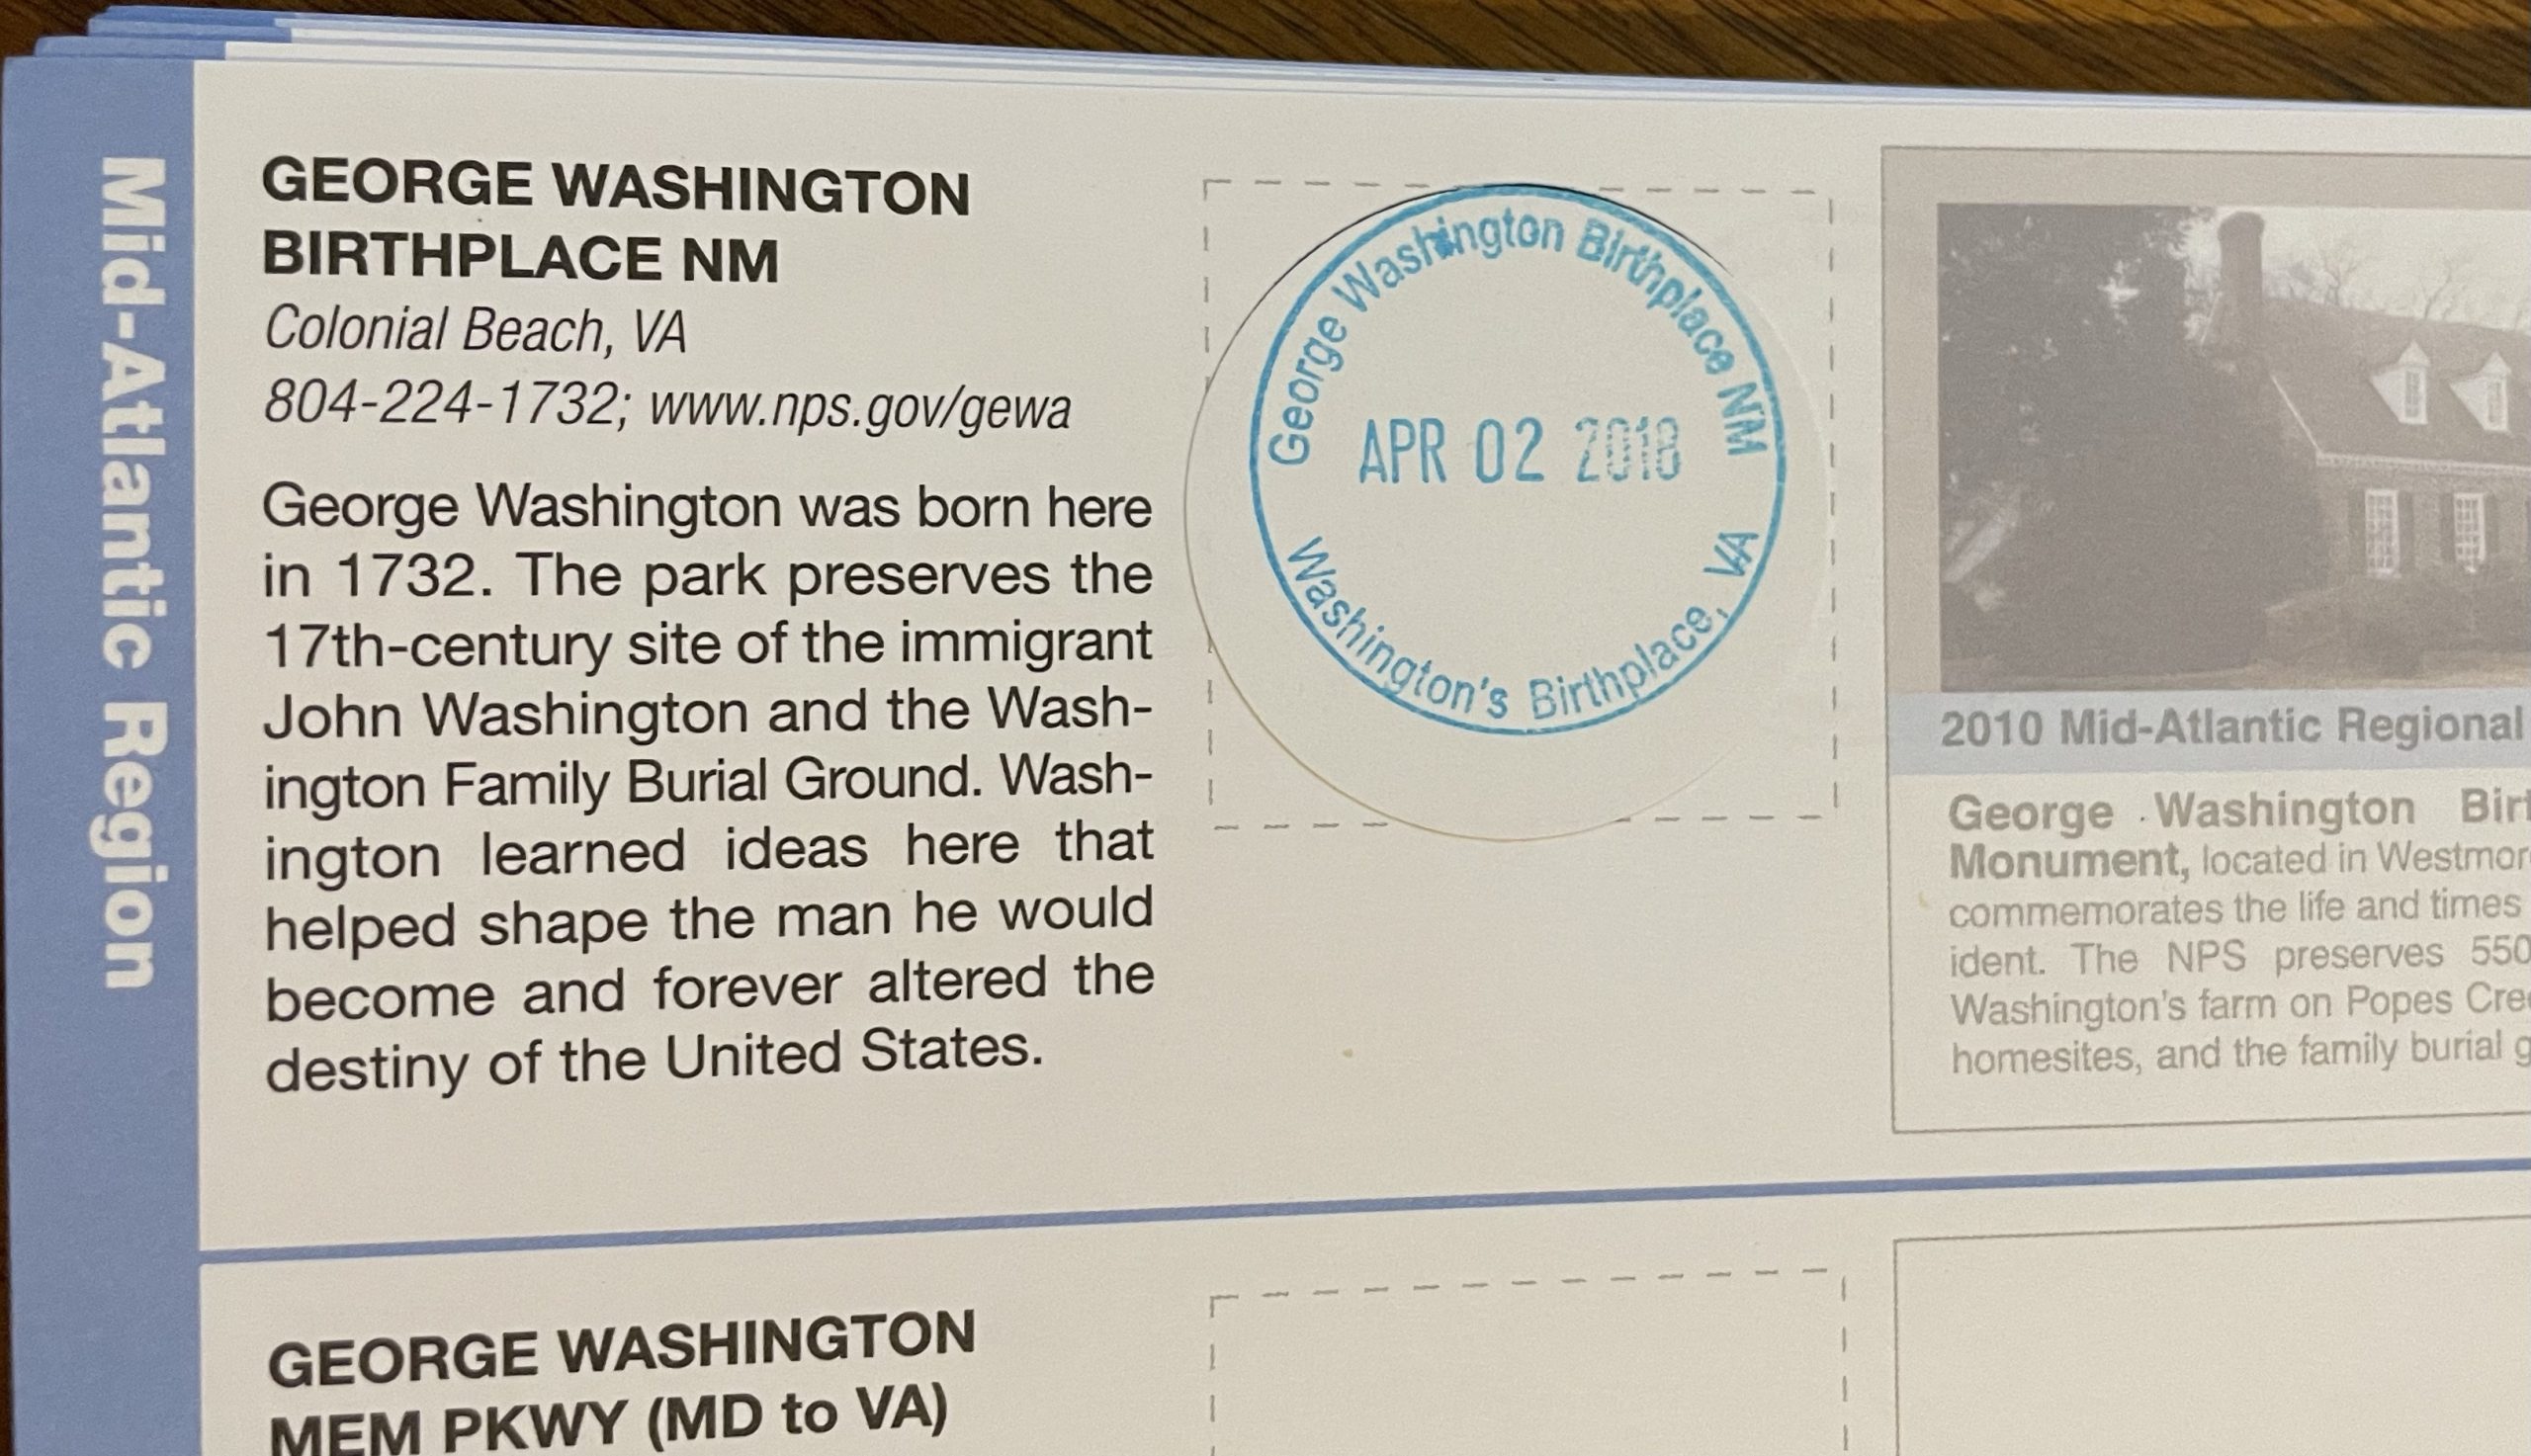 Mid-Atlantic Region
GEORGE WASHINGTON
BIRTHPLACE NM
Colonial Beach, VA
804-224-1732; www.nps.gov/gewa
George Washington was born here
in 1732. The park preserves the
17th-century site of the immigrant
John Washington and the Wash-
ington Family Burial Ground. Wash-
ington learned ideas here that
helped shape the man he would
become and forever altered the
destiny of the United States.
George Washington Birthplace NM
APR 02 2018
Washington's Birthplace, VA
2010 Mid-Atlantic Regional
George Washington Birt
Monument, located in Westmor
commemorates the life and times
ident. The NPS preserves 550
Washington's farm on Popes Cre
homesites, and the family burial g
GEORGE WASHINGTON
MEM PKWY (MD to VA)